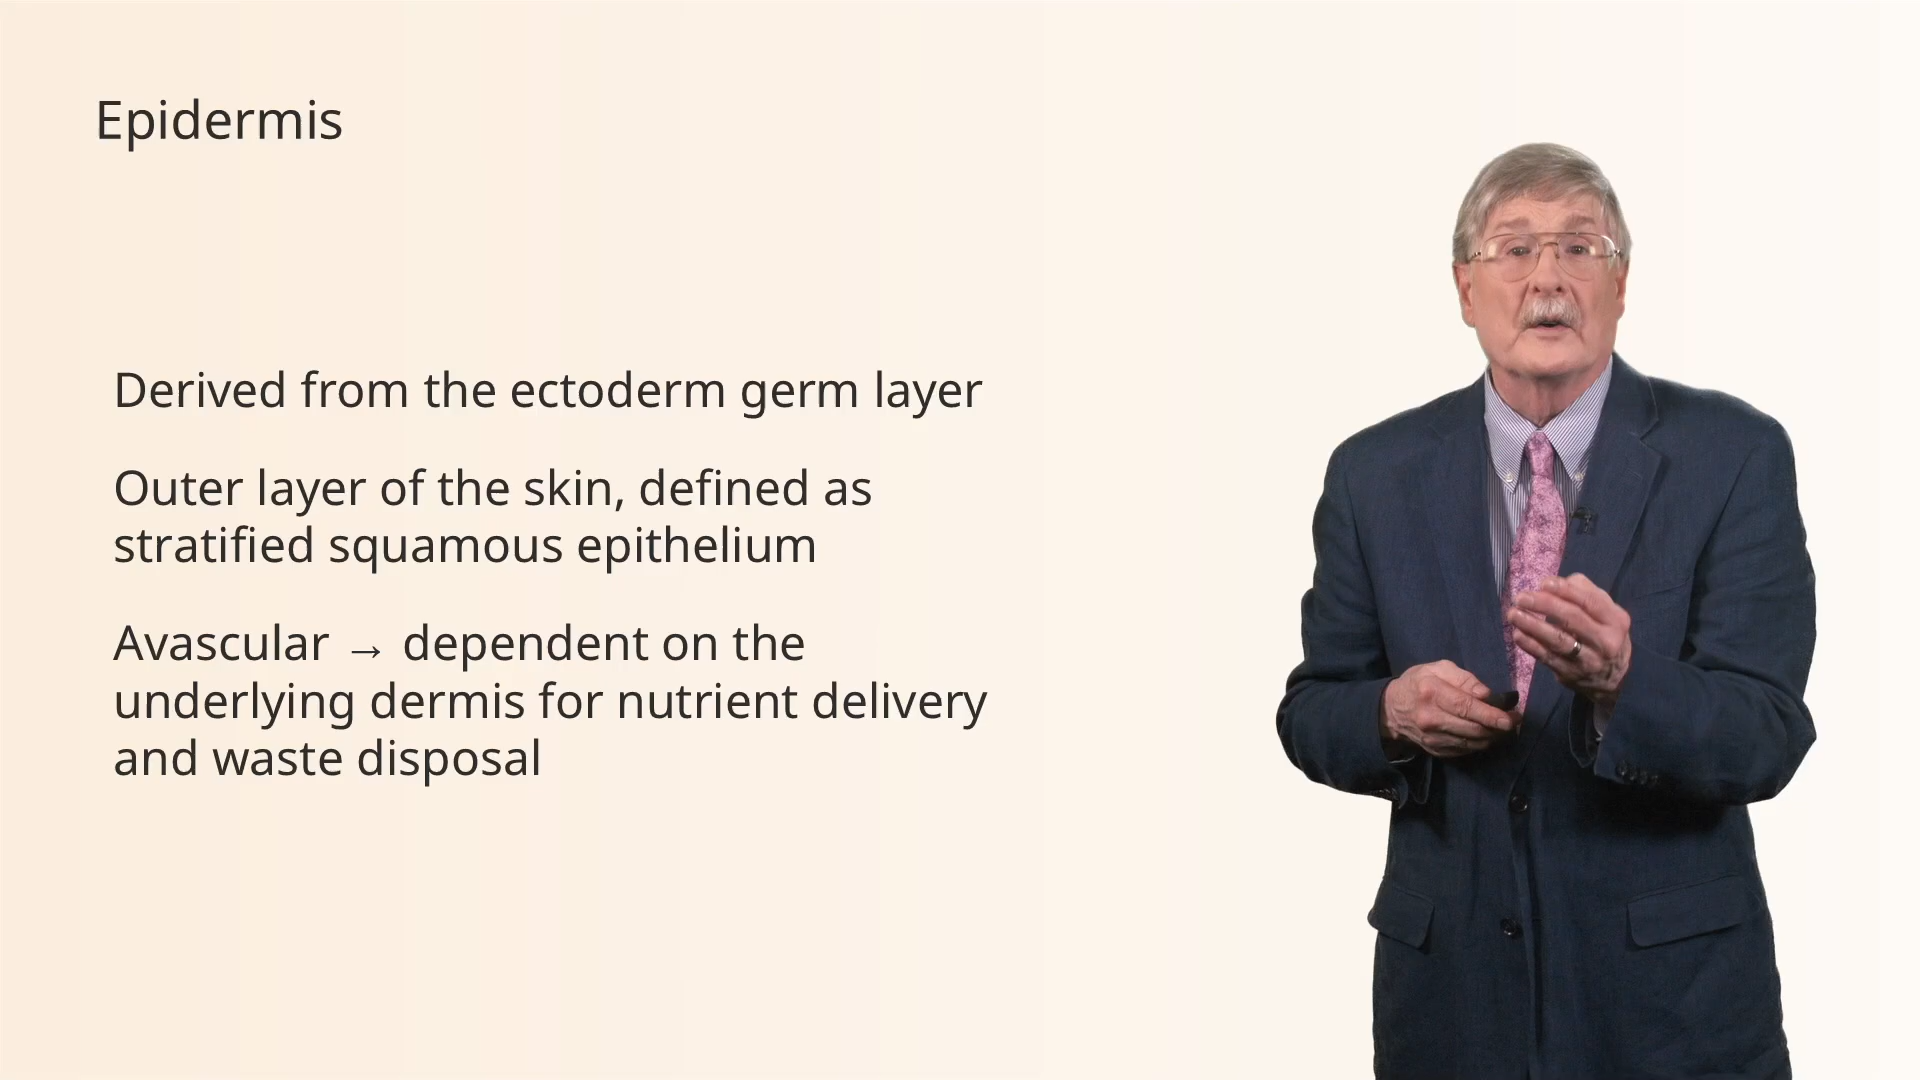 Epidermis
Derived from the ectoderm germ layer
Outer layer of the skin, defined as
stratified squamous epithelium
Avascular → dependent on the
underlying dermis for nutrient delivery
and waste disposal